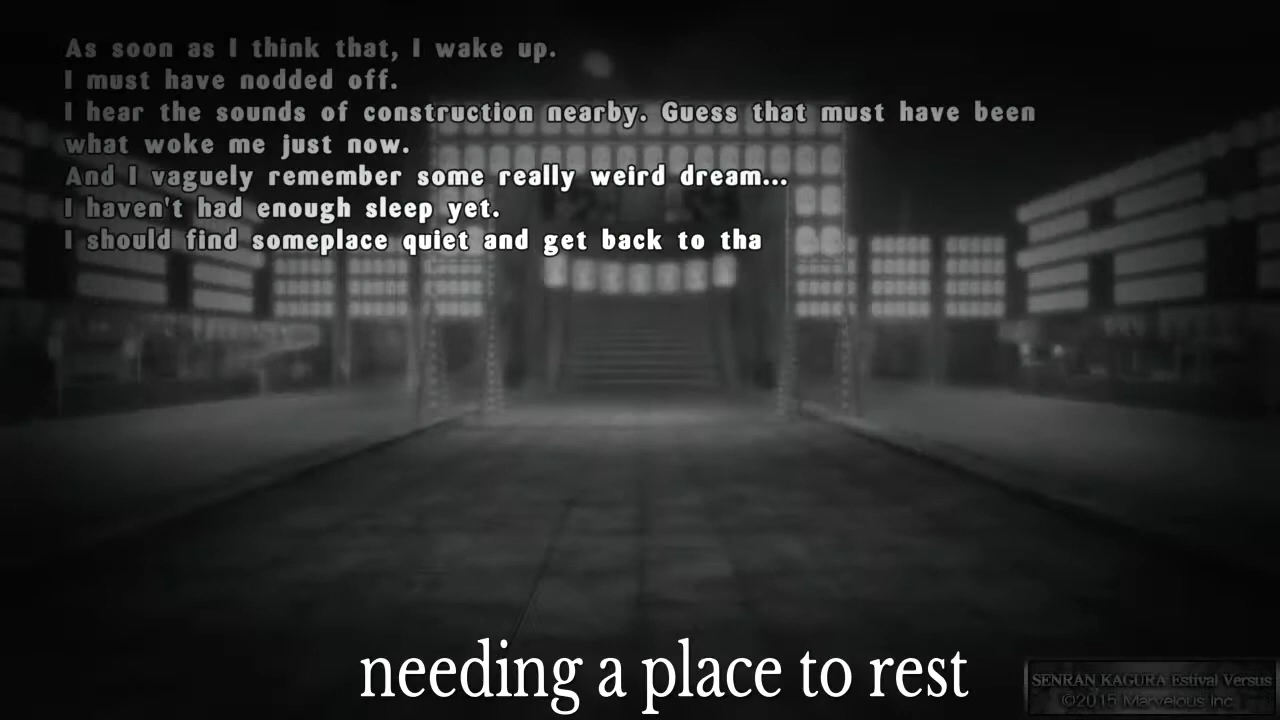 As soon as I think that, I wake up.
I must have nodded off.
I hear the sounds of construction nearby. Guess that must have been
what woke me just now.
And I vaguely remember some really weird dream...
I haven't had enough sleep yet.
I should find someplace quiet and get back to tha
needing a place to rest
SENRAN KAGURA Estival Versus
©2015 Marvelous Inc.